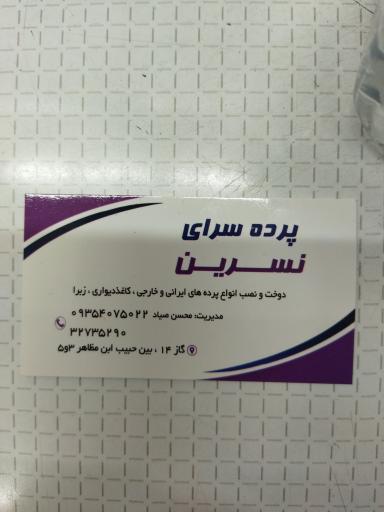 پرده سرای
نسرین
دوخت و نصب انواع پرده های ایرانی و خارجی ، کاغذدیواری ، زبرا
مدیریت: محسن صیاد ۰۹۳۵۴۰۷۵۰۲۲
۳۲۷۳۵۲۹۰
گاز ۱۴ ، بین حبیب ابن مظاهر ۳و۵